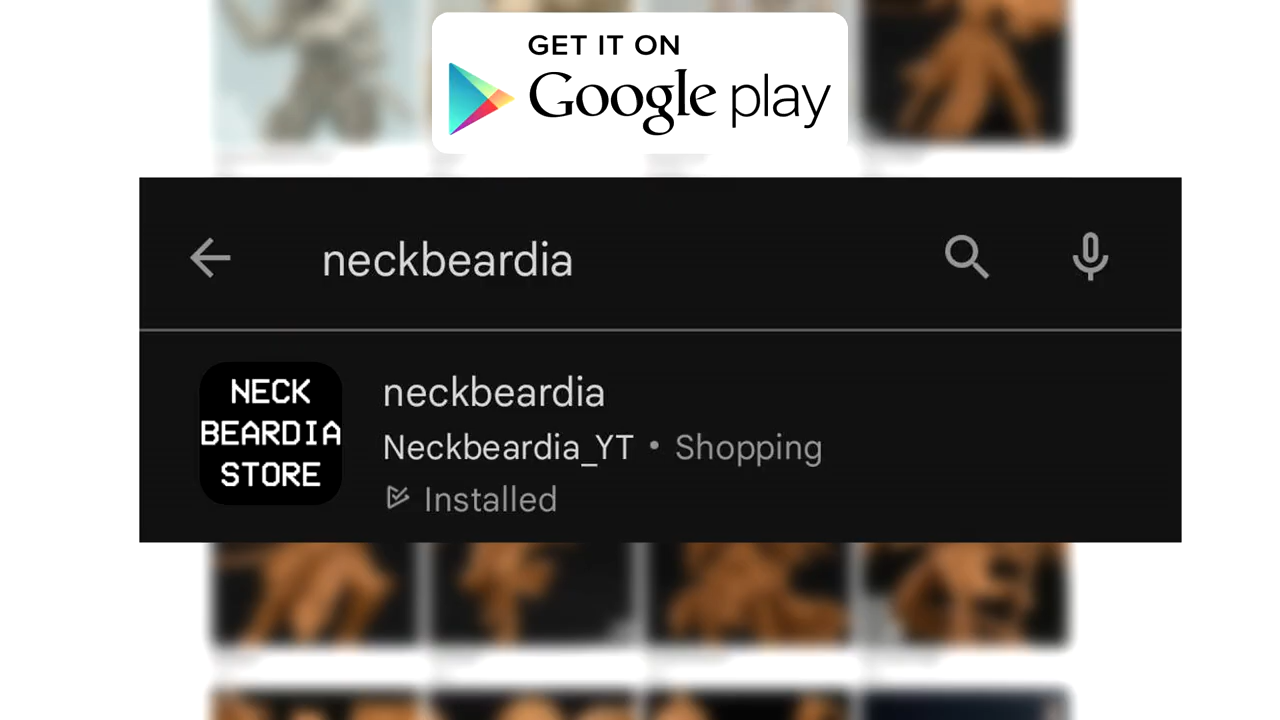 GET IT ON
Google play
neckbeardia
NECK
BEARDIA
STORE
neckbeardia
Neckbeardia_YT • Shopping
Installed